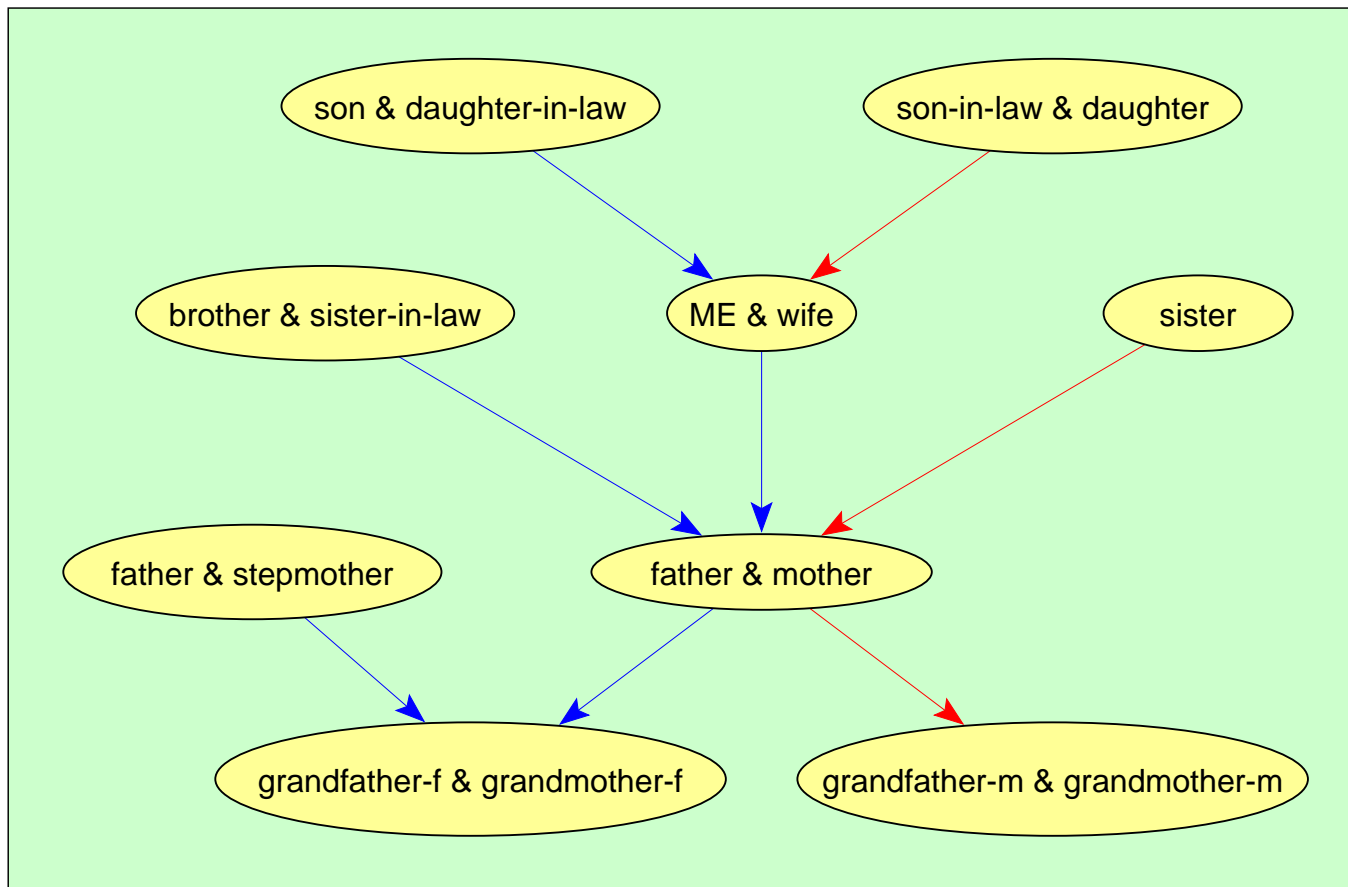 son & daughter-in-law
son-in-law & daughter
brother & sister-in-law
ME & wife
sister
father & stepmother
father & mother
grandfather-f & grandmother-f
grandfather-m & grandmother-m